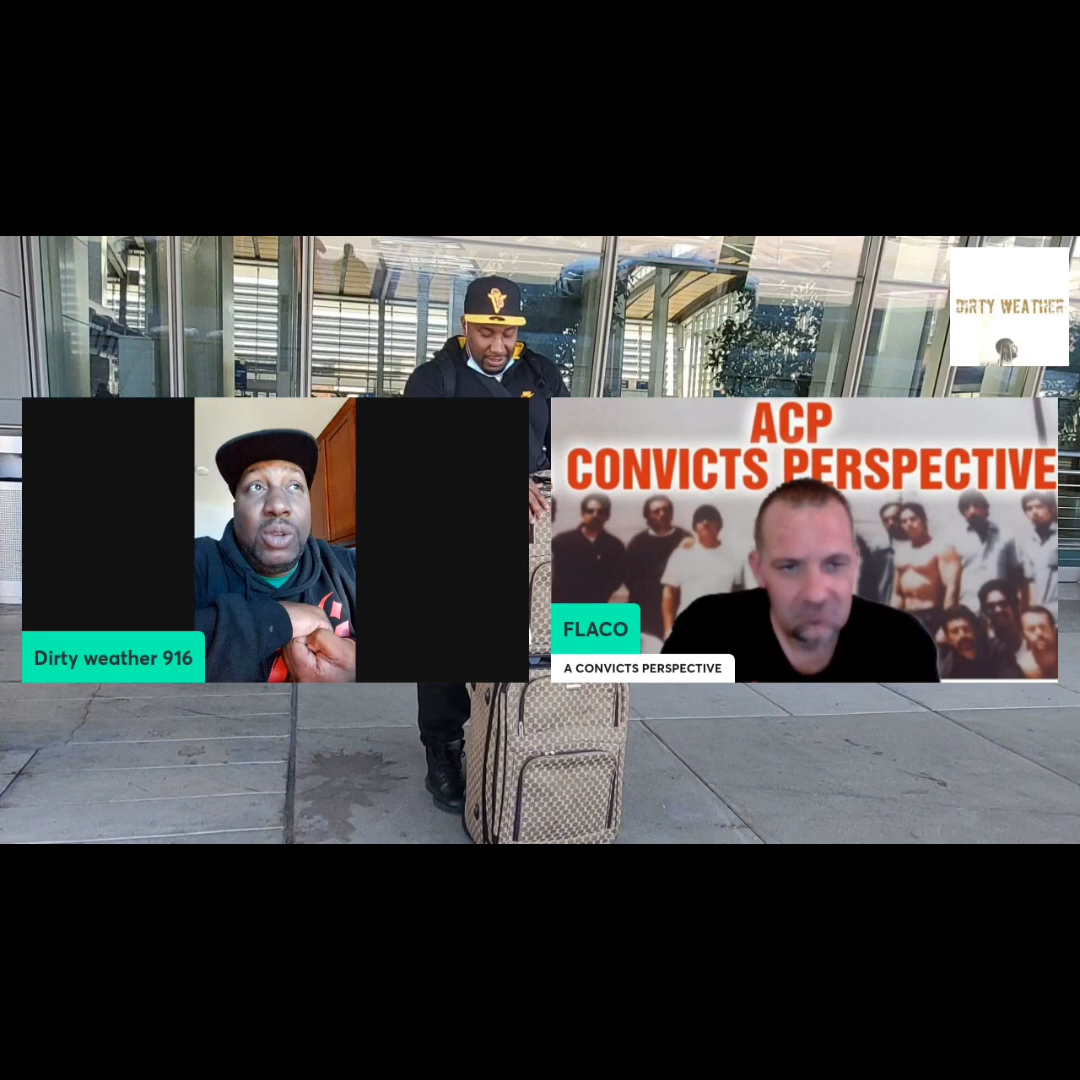 DIRTY WEATHER
ACP
CONVICTS PERSPECTIVE
Dirty weather 916
FLACO
A CONVICTS PERSPECTIVE